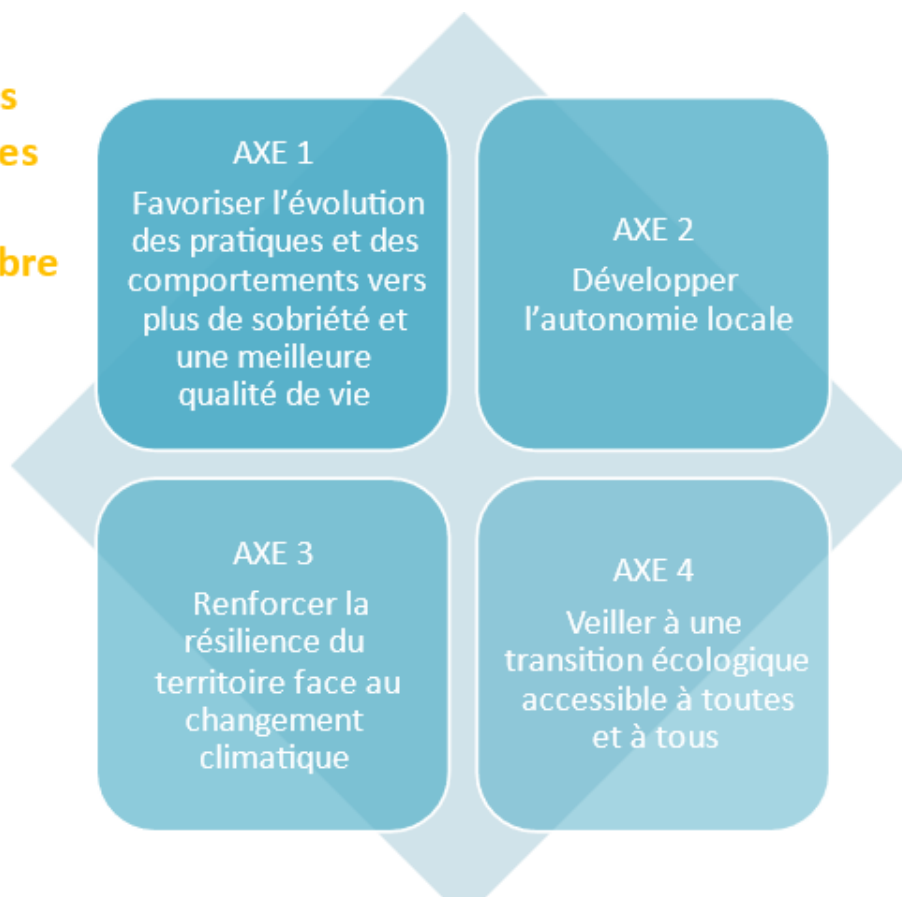 s
es
bre
AXE 1
Favoriser l’évolution
des pratiques et des
comportements vers
plus de sobriété et
une meilleure
qualité de vie
AXE 2
Développer
l’autonomie locale
AXE 3
Renforcer la
résilience du
territoire face au
changement
climatique
AXE 4
Veiller à une
transition écologique
accessible à toutes
et à tous